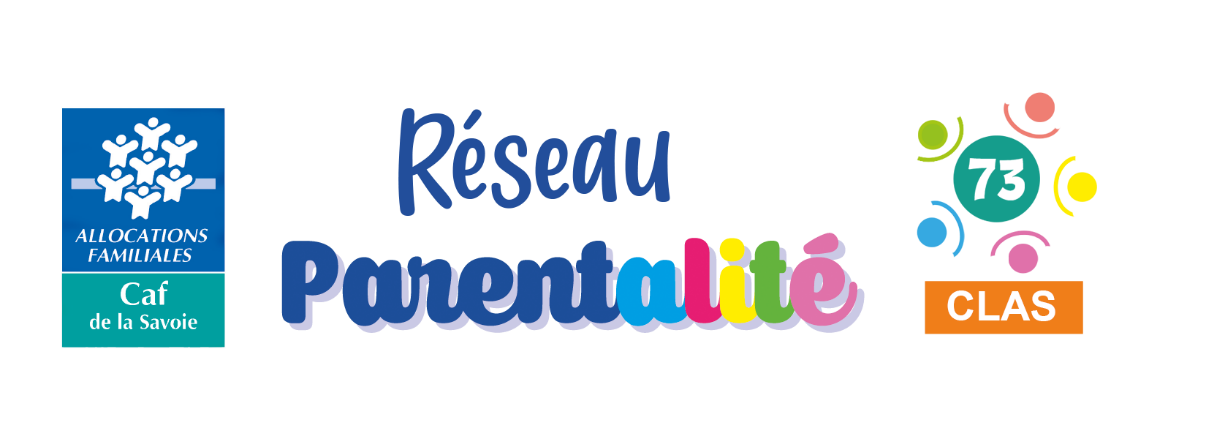 ALLOCATIONS
FAMILIALES
Caf
de la Savoie
Réseau
Parentalité
73
CLAS